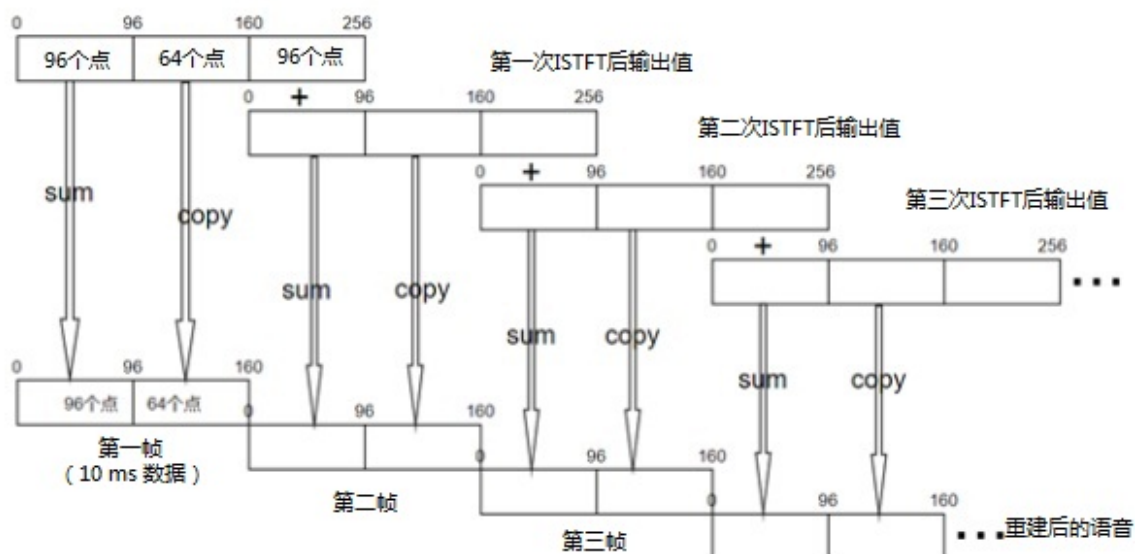 0 96 160 256
96个点 64个点 96个点
第一次ISTFT后输出值
+
0 96 160 256
第二次ISTFT后输出值
+
0 96 160 256
第三次ISTFT后输出值
+
0 96 160 256
...
sum
copy
sum
copy
sum
copy
sum
copy
0 96 160
96个点 64个点
第一帧
（10 ms 数据）
0 96 160
第二帧
0 96 160
第三帧
0 96 160
...重建后的语音